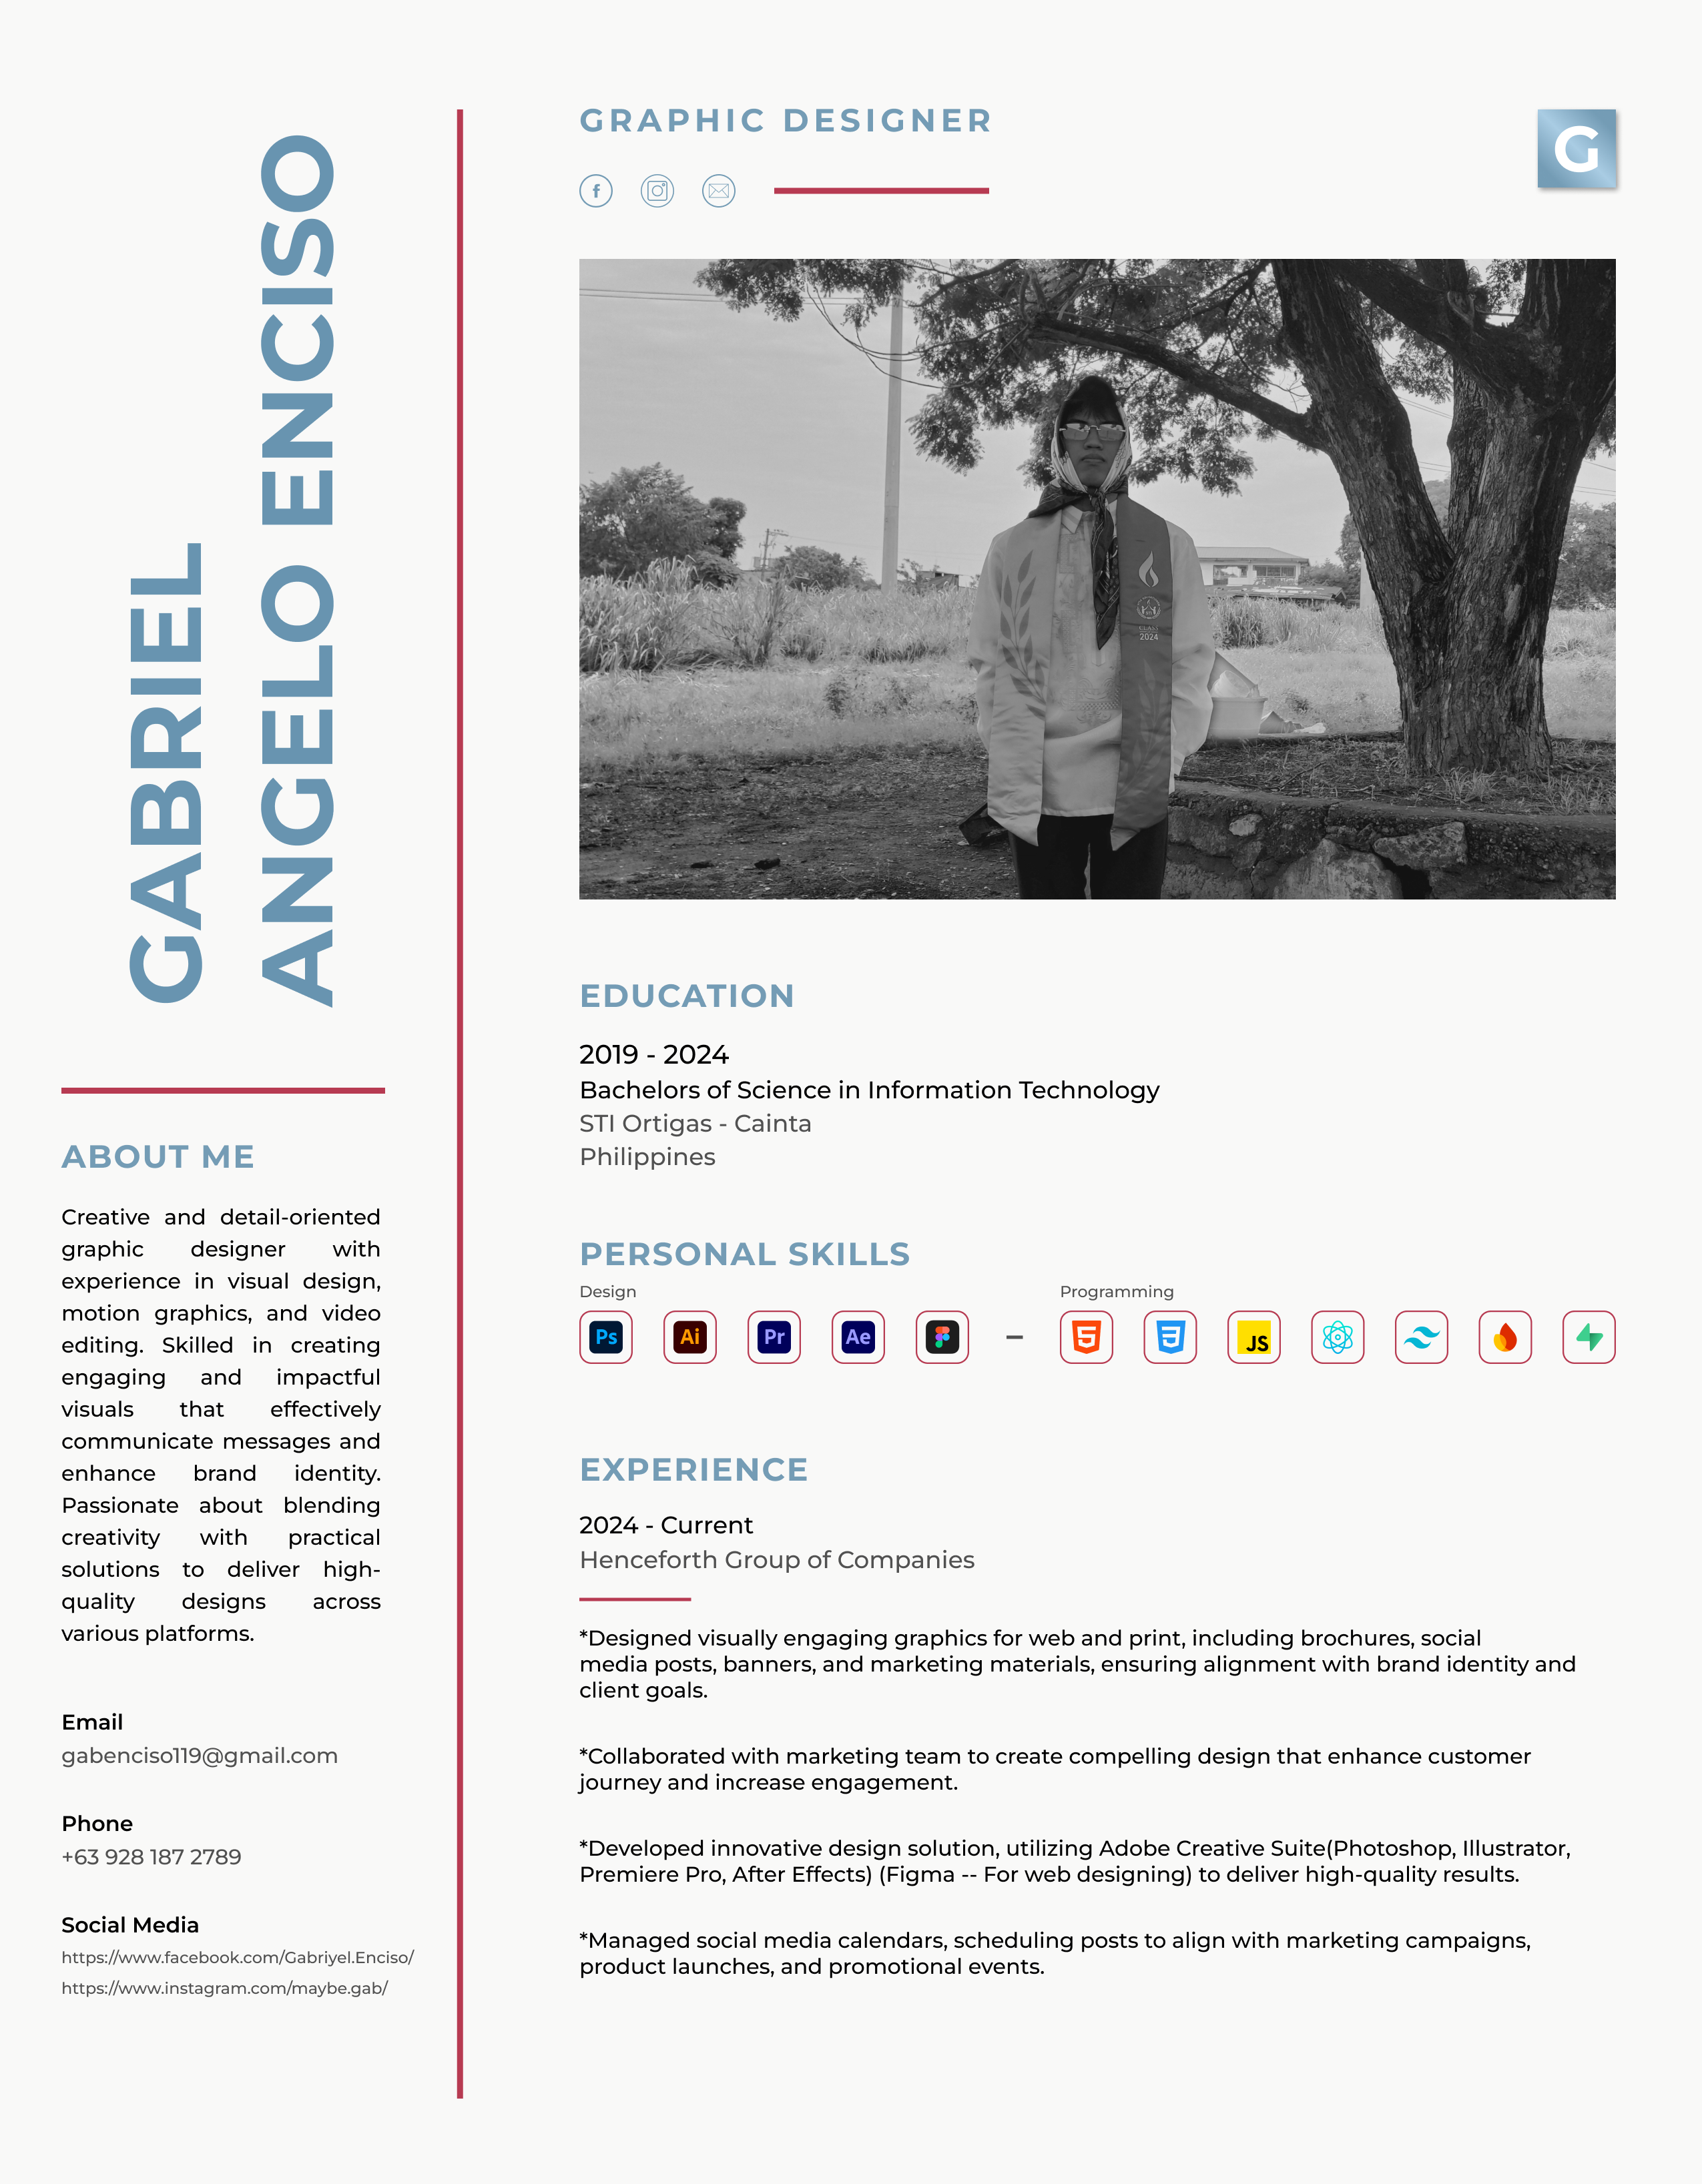 GABRIEL
ANGELO ENCISO
ABOUT ME
Creative and detail-oriented
graphic designer with
experience in visual design,
motion graphics, and video
editing. Skilled in creating
engaging and impactful
visuals that effectively
communicate messages and
enhance brand identity.
Passionate about blending
creativity with practical
solutions to deliver high-
quality designs across
various platforms.
Email
gabenciso119@gmail.com
Phone
+63 928 187 2789
Social Media
https://www.facebook.com/Gabriyel.Enciso/
https://www.instagram.com/maybe.gab/
GRAPHIC DESIGNER
f
G
CLASS
2024
EDUCATION
2019 - 2024
Bachelors of Science in Information Technology
STI Ortigas - Cainta
Philippines
PERSONAL SKILLS
Design
Programming
Ps Ai Pr Ae – 5 3 JS
EXPERIENCE
2024 - Current
Henceforth Group of Companies
*Designed visually engaging graphics for web and print, including brochures, social
media posts, banners, and marketing materials, ensuring alignment with brand identity and
client goals.
*Collaborated with marketing team to create compelling design that enhance customer
journey and increase engagement.
*Developed innovative design solution, utilizing Adobe Creative Suite(Photoshop, Illustrator,
Premiere Pro, After Effects) (Figma -- For web designing) to deliver high-quality results.
*Managed social media calendars, scheduling posts to align with marketing campaigns,
product launches, and promotional events.